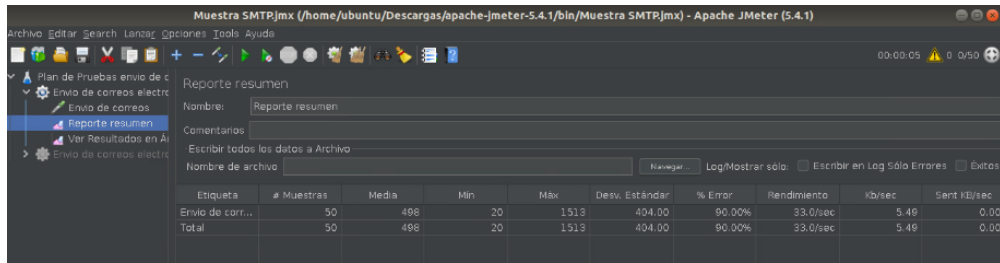 Muestra SMTP.jmx (/home/ubuntu/Descargas/apache-jmeter-5.4.1/bin/Muestra SMTP.jmx) - Apache JMeter (5.4.1)
Archivo Editar Search Lanzar Opciones Tools Ayuda
00:00:05 0 0/50
Plan de Pruebas envio de c
Envio de correos electro
Envio de correos
Reporte resumen
Ver Resultados en Ár
Envio de correos electro
Reporte resumen
Nombre: Reporte resumen
Comentarios
Escribir todos los datos a Archivo
Nombre de archivo Navegar... Log/Mostrar sólo: Escribir en Log Sólo Errores Éxitos
Etiqueta # Muestras Media Mín Máx Desv. Estándar % Error Rendimiento Kb/sec Sent KB/sec
Envio de corr... 50 498 20 1513 404.00 90.00% 33.0/sec 5.49 0.00
Total 50 498 20 1513 404.00 90.00% 33.0/sec 5.49 0.00